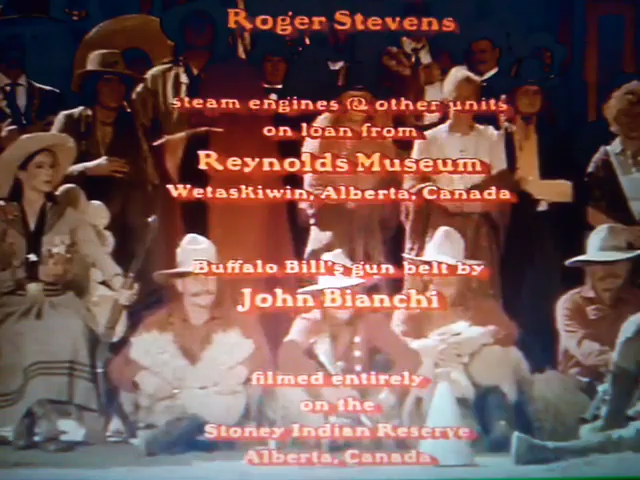 Roger Stevens
steam engines & other units
on loan from
Reynolds Museum
Wetaskiwin, Alberta, Canada
Buffalo Bill's gun belt by
John Bianchi
filmed entirely
on the
Stoney Indian Reserve
Alberta, Canada